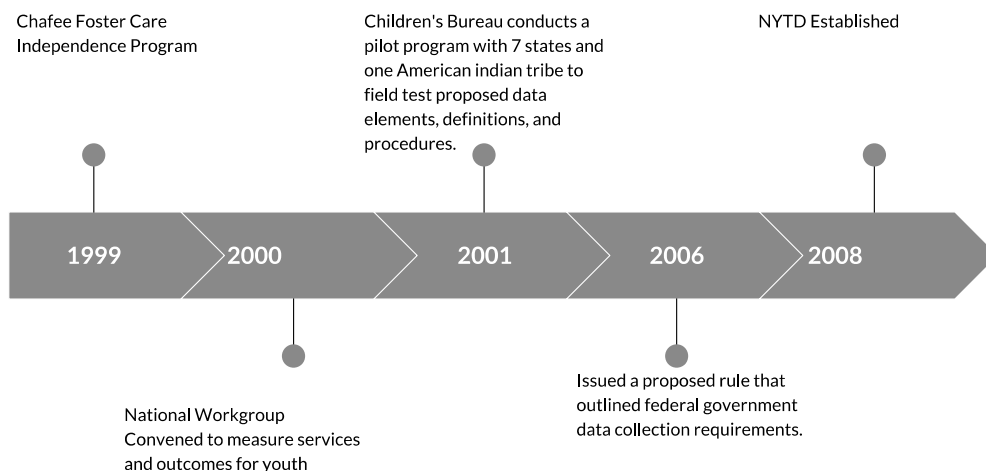 Chafee Foster Care
Independence Program
Children's Bureau conducts a
pilot program with 7 states and
one American indian tribe to
field test proposed data
elements, definitions, and
procedures.
NYTD Established
1999
2000
2001
2006
2008
National Workgroup
Convened to measure services
and outcomes for youth
Issued a proposed rule that
outlined federal government
data collection requirements.